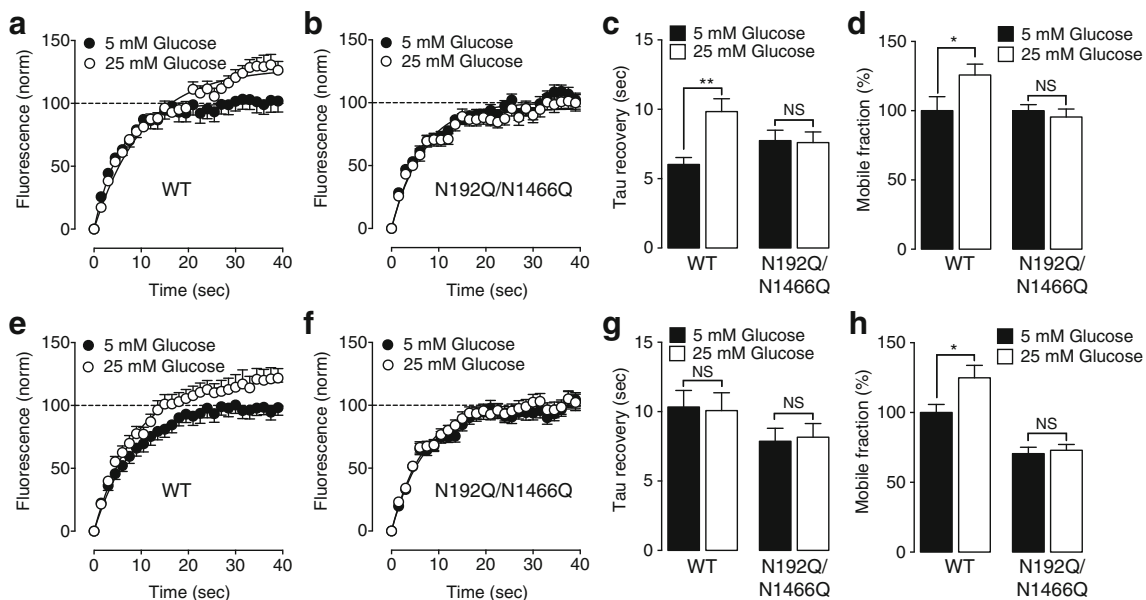 a
Fluorescence (norm)
150
100
50
0
5 mM Glucose
25 mM Glucose
WT
0 10 20 30 40
Time (sec)
b
Fluorescence (norm)
150
100
50
0
5 mM Glucose
25 mM Glucose
N192Q/N1466Q
0 10 20 30 40
Time (sec)
c
Tau recovery (sec)
15
10
5
0
5 mM Glucose
25 mM Glucose
**
NS
WT
N192Q/
N1466Q
d
Mobile fraction (%)
150
100
50
0
5 mM Glucose
25 mM Glucose
*
NS
WT
N192Q/
N1466Q
e
Fluorescence (norm)
150
100
50
0
5 mM Glucose
25 mM Glucose
WT
0 10 20 30 40
Time (sec)
f
Fluorescence (norm)
150
100
50
0
5 mM Glucose
25 mM Glucose
N192Q/N1466Q
0 10 20 30 40
Time (sec)
g
Tau recovery (sec)
15
10
5
0
5 mM Glucose
25 mM Glucose
NS
NS
WT
N192Q/
N1466Q
h
Mobile fraction (%)
150
100
50
0
5 mM Glucose
25 mM Glucose
*
NS
WT
N192Q/
N1466Q